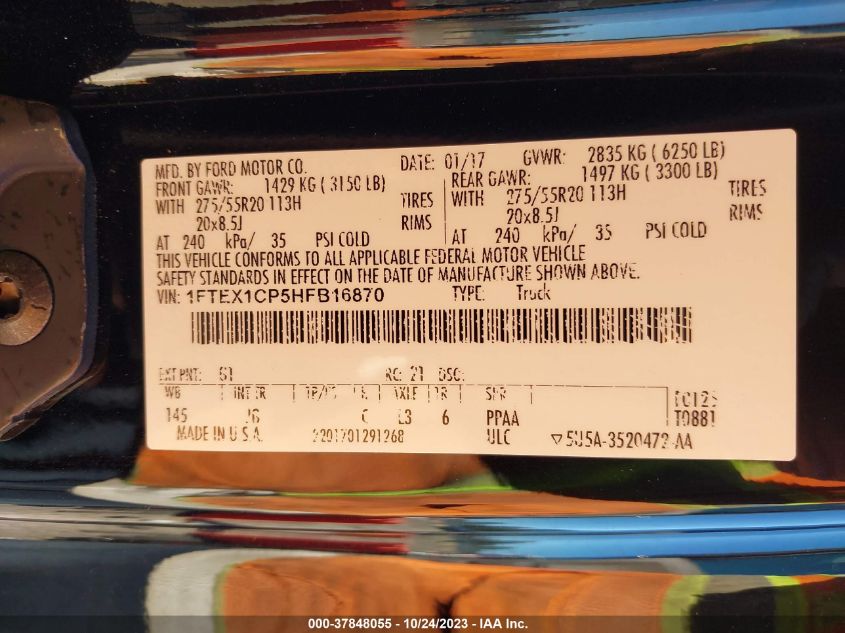 MFD. BY FORD MOTOR CO. DATE: 01/17 GVWR: 2835 KG ( 6250 LB)
FRONT GAWR: 1429 KG ( 3150 LB) REAR GAWR: 1497 KG ( 3300 LB)
WITH 275/55R20 113H TIRES WITH 275/55R20 113H TIRES
20x8.5J RIMS 20x8.5J RIMS
AT 240 kPa/ 35 PSI COLD AT 240 kPa/ 35 PSI COLD
THIS VEHICLE CONFORMS TO ALL APPLICABLE FEDERAL MOTOR VEHICLE
SAFETY STANDARDS IN EFFECT ON THE DATE OF MANUFACTURE SHOWN ABOVE.
VIN: 1FTEX1CP5HFB16870 TYPE: Truck
EXT PNT: G1 RC: 21 DSO:
WB INT TR AXLE TR SPR
145 L3 6 PPAA T0881
MADE IN U.S.A. ULC 5U5A-3520472-AA
000-37848055 - 10/24/2023 - IAA Inc.